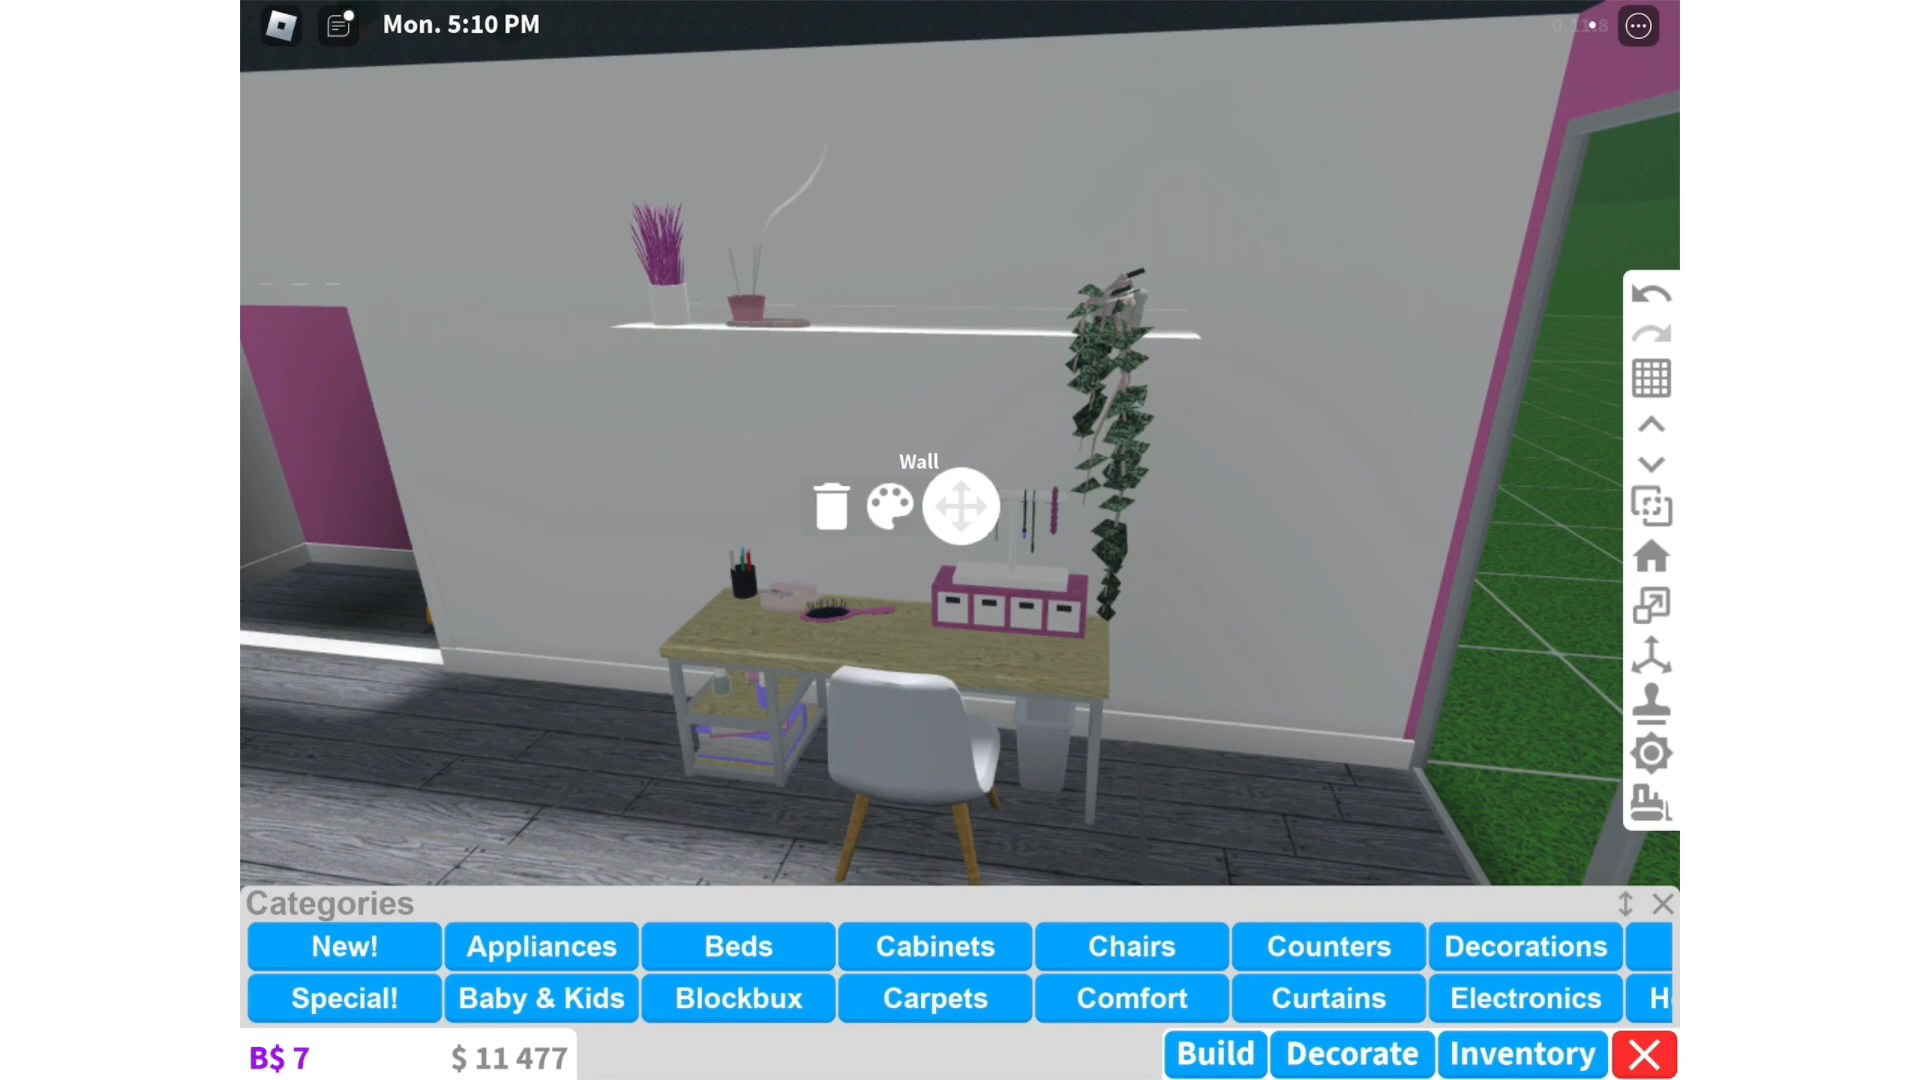 Mon. 5:10 PM
Wall
Categories
New!
Appliances
Beds
Cabinets
Chairs
Counters
Decorations
Special!
Baby & Kids
Blockbux
Carpets
Comfort
Curtains
Electronics
B$ 7
$ 11 477
Build
Decorate
Inventory